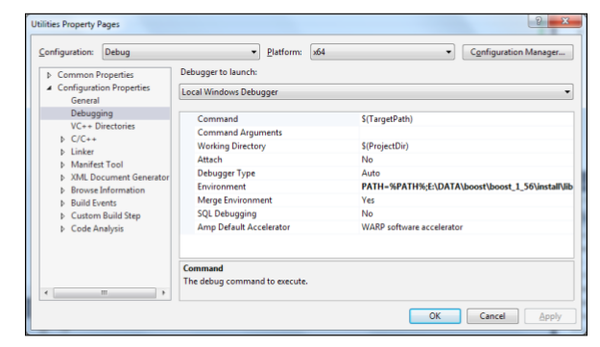 Utilities Property Pages
Configuration: Debug Platform: x64 Configuration Manager...
Common Properties
Configuration Properties
General
Debugging
VC++ Directories
C/C++
Linker
Manifest Tool
XML Document Generator
Browse Information
Build Events
Custom Build Step
Code Analysis
Debugger to launch:
Local Windows Debugger
Command $(TargetPath)
Command Arguments
Working Directory $(ProjectDir)
Attach No
Debugger Type Auto
Environment PATH=%PATH%;E:\DATA\boost\boost_1_56\install\lib
Merge Environment Yes
SQL Debugging No
Amp Default Accelerator WARP software accelerator
Command
The debug command to execute.
OK Cancel Apply